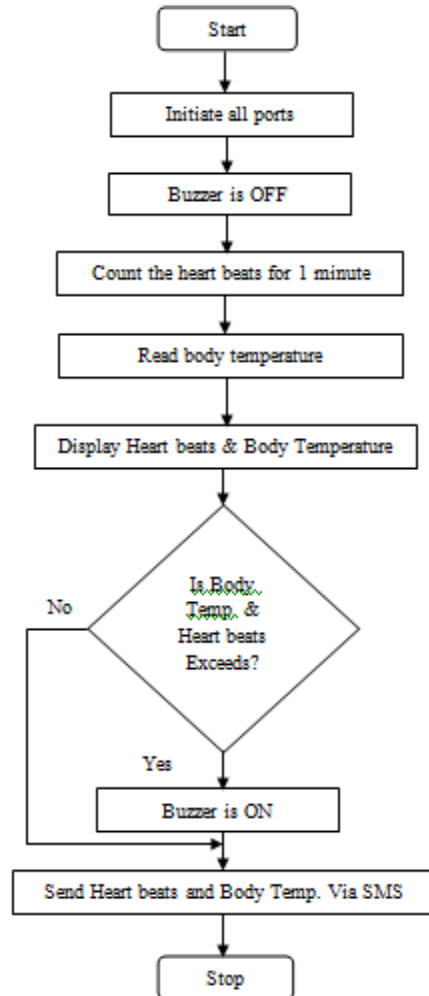 Start
Initiate all ports
Buzzer is OFF
Count the heart beats for 1 minute
Read body temperature
Display Heart beats & Body Temperature
Is Body
Temp. &
Heart beats
Exceeds?
No
Yes
Buzzer is ON
Send Heart beats and Body Temp. Via SMS
Stop